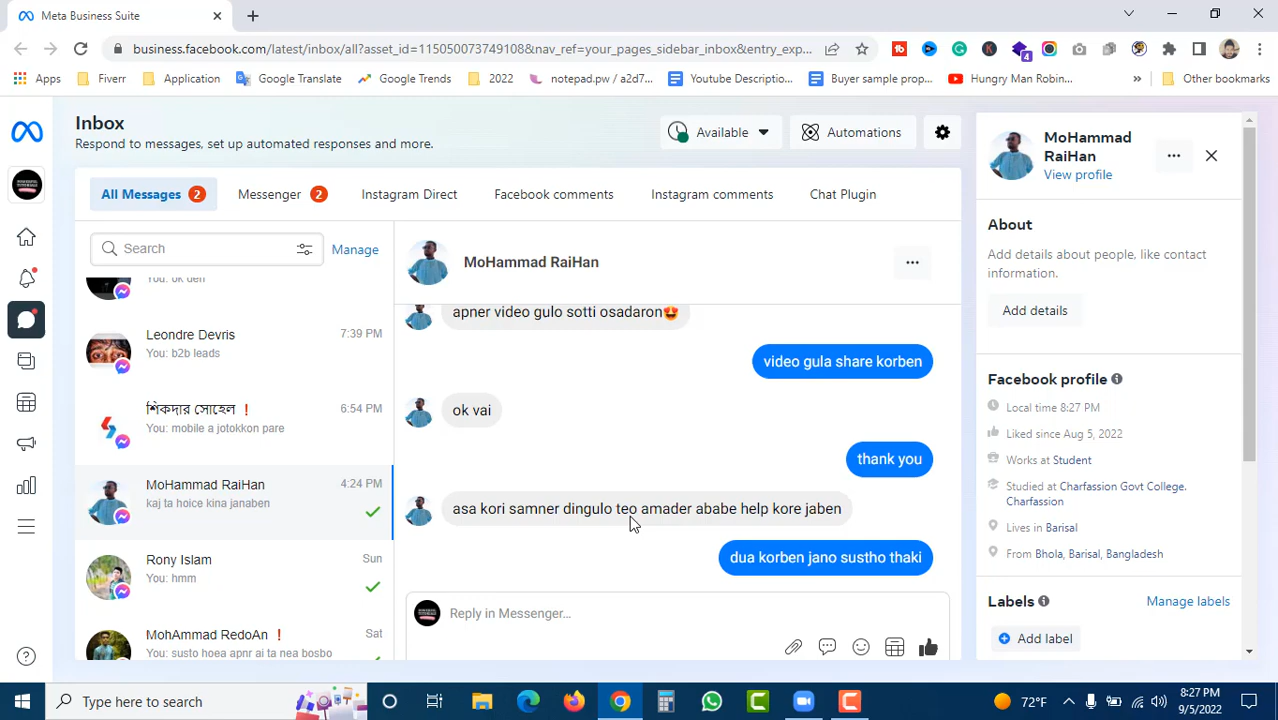 Meta Business Suite
business.facebook.com/latest/inbox/all?asset_id=115050073749108&nav_ref=your_pages_sidebar_inbox&entry_exp...
4
Apps
Fiverr
Application
Google Translate
Google Trends
2022
notepad.pw / a2d7...
Youtube Descriptio...
Buyer sample prop...
Hungry Man Robin...
»
Other bookmarks
Inbox
Respond to messages, set up automated responses and more.
Available
Automations
All Messages 2
Messenger 2
Instagram Direct
Facebook comments
Instagram comments
Chat Plugin
Search
Manage
You: ok den
Leondre Devris
7:39 PM
You: b2b leads
শিকদার সোহেল !
6:54 PM
You: mobile a jotokkon pare
MoHammad RaiHan
4:24 PM
kaj ta hoice kina janaben
Rony Islam
Sun
You: hmm
MohAmmad RedoAn !
Sat
You: susto hoea apnr ai ta nea bosbo
MoHammad RaiHan
apner video gulo sotti osadaron😍
video gula share korben
ok vai
thank you
asa kori samner dingulo teo amader ababe help kore jaben
dua korben jano sustho thaki
Reply in Messenger...
MoHammad
RaiHan
View profile
About
Add details about people, like contact
information.
Add details
Facebook profile
Local time 8:27 PM
Liked since Aug 5, 2022
Works at Student
Studied at Charfassion Govt College.
Charfassion
Lives in Barisal
From Bhola, Barisal, Bangladesh
Labels
Manage labels
Add label
Type here to search
72°F
8:27 PM
9/5/2022